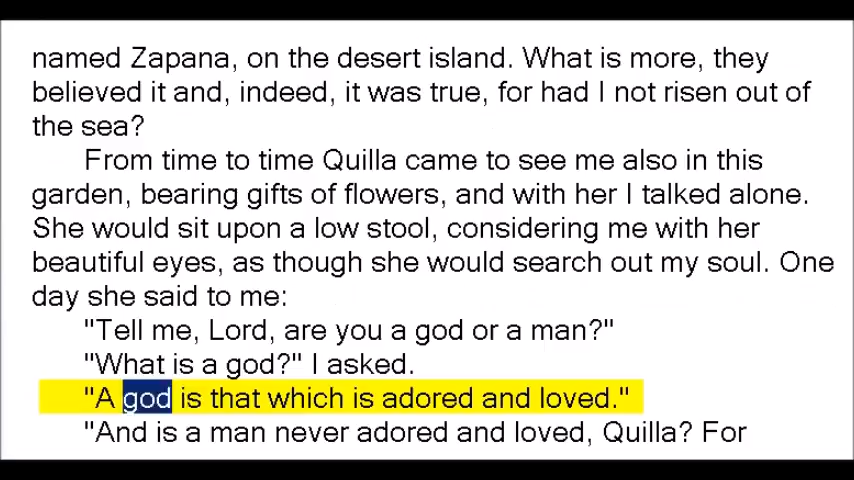 named Zapana, on the desert island. What is more, they
believed it and, indeed, it was true, for had I not risen out of
the sea?
From time to time Quilla came to see me also in this
garden, bearing gifts of flowers, and with her I talked alone.
She would sit upon a low stool, considering me with her
beautiful eyes, as though she would search out my soul. One
day she said to me:
"Tell me, Lord, are you a god or a man?"
"What is a god?" I asked.
"A god is that which is adored and loved."
"And is a man never adored and loved, Quilla? For